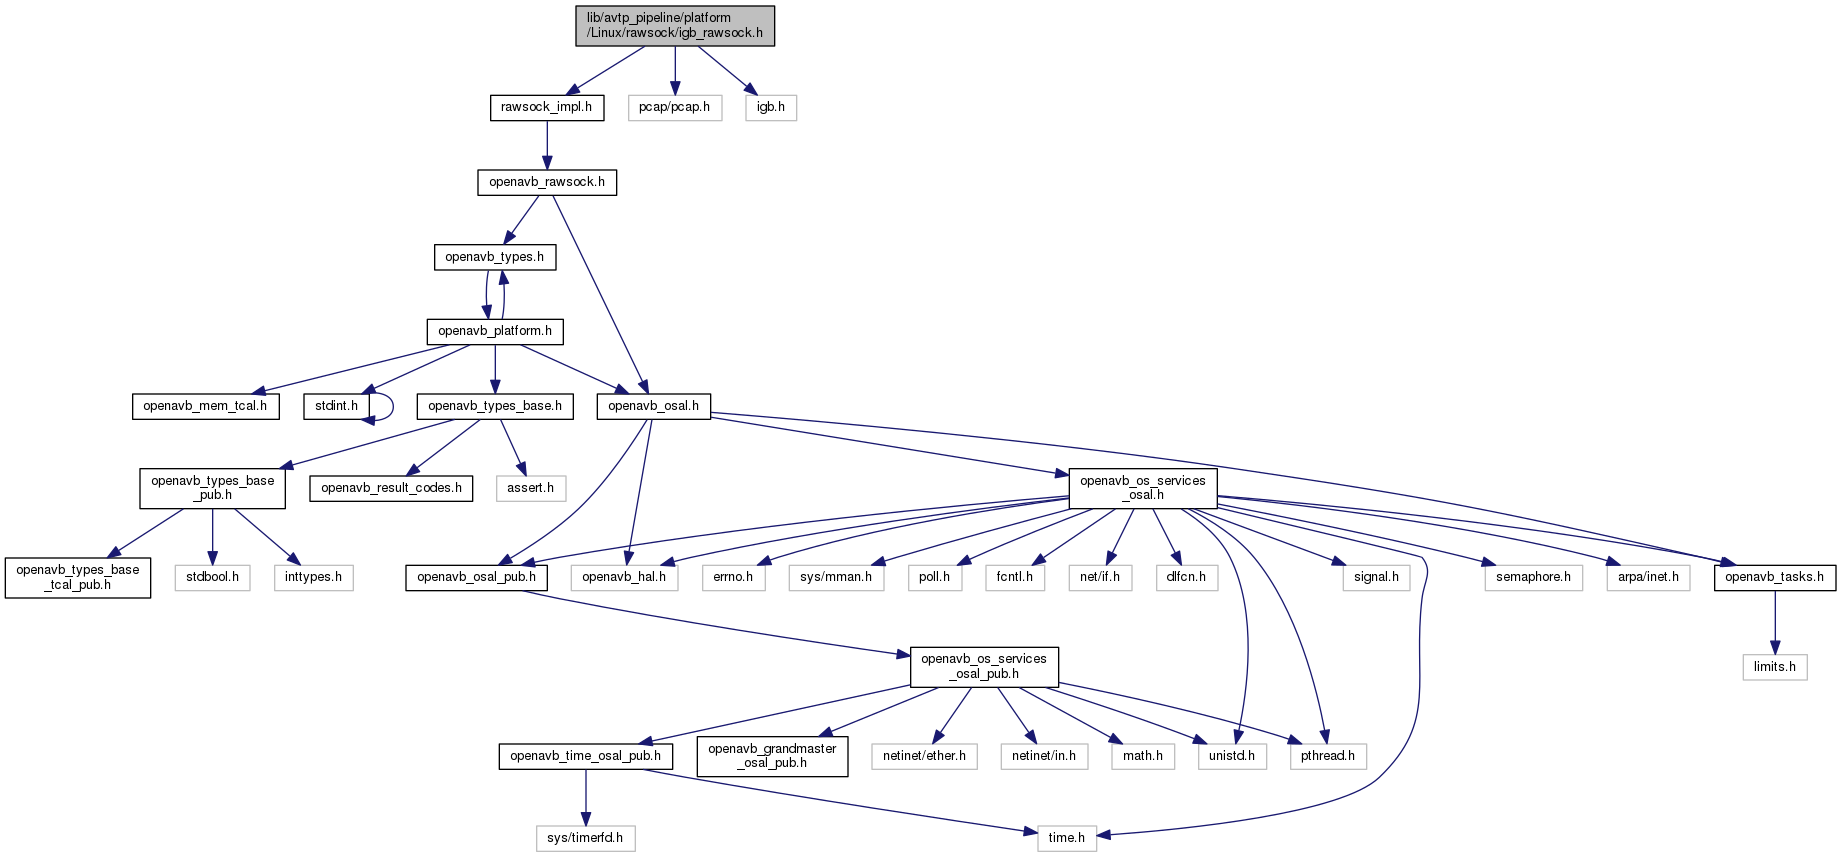 lib/avtp_pipeline/platform
/Linux/rawsock/igb_rawsock.h
rawsock_impl.h
pcap/pcap.h
igb.h
openavb_rawsock.h
openavb_types.h
openavb_platform.h
openavb_mem_tcal.h
stdint.h
openavb_types_base.h
openavb_osal.h
openavb_types_base
_pub.h
openavb_result_codes.h
assert.h
openavb_os_services
_osal.h
openavb_types_base
_tcal_pub.h
stdbool.h
inttypes.h
openavb_osal_pub.h
openavb_hal.h
errno.h
sys/mman.h
poll.h
fcntl.h
net/if.h
dlfcn.h
signal.h
semaphore.h
arpa/inet.h
openavb_tasks.h
openavb_os_services
_osal_pub.h
limits.h
openavb_time_osal_pub.h
openavb_grandmaster
_osal_pub.h
netinet/ether.h
netinet/in.h
math.h
unistd.h
pthread.h
sys/timerfd.h
time.h